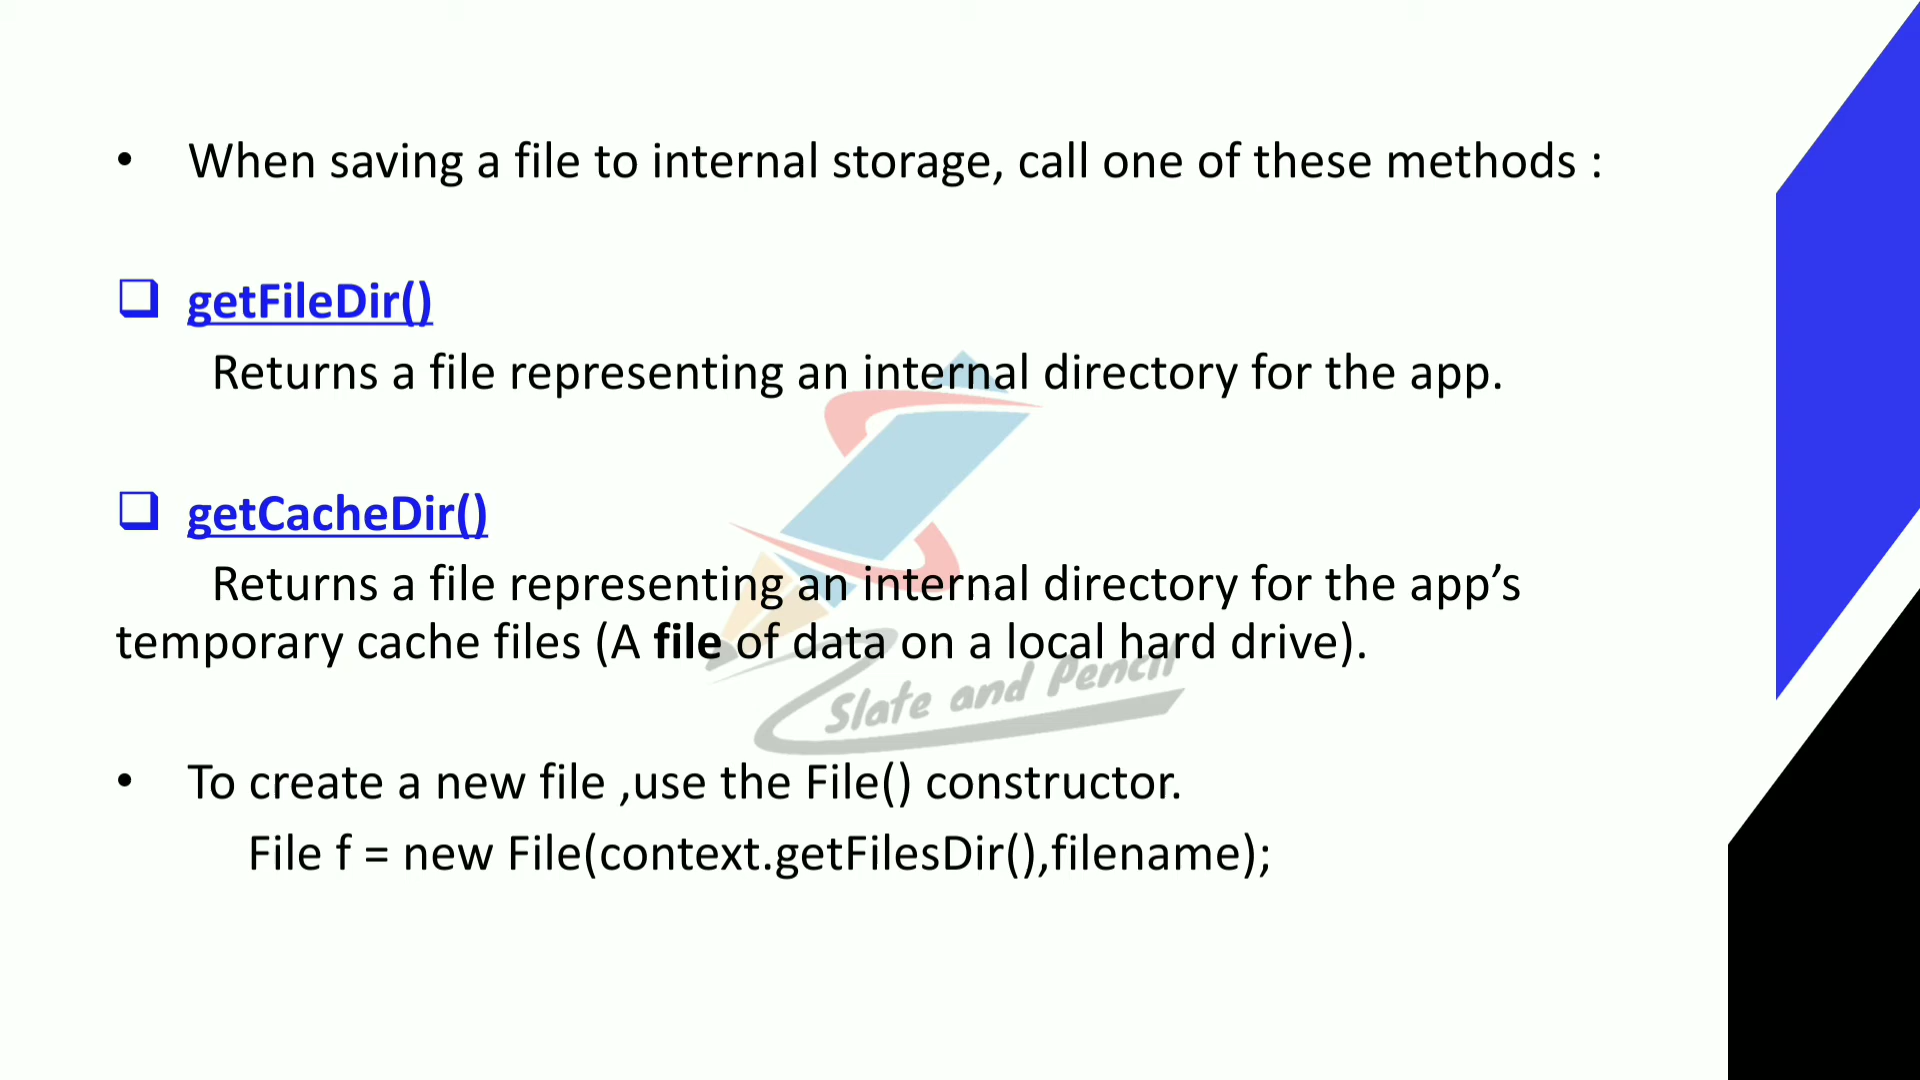 • When saving a file to internal storage, call one of these methods :
❑ getFileDir()
Returns a file representing an internal directory for the app.
❑ getCacheDir()
Returns a file representing an internal directory for the app’s
temporary cache files (A file of data on a local hard drive).
Slate and Pencil
• To create a new file ,use the File() constructor.
File f = new File(context.getFilesDir(),filename);